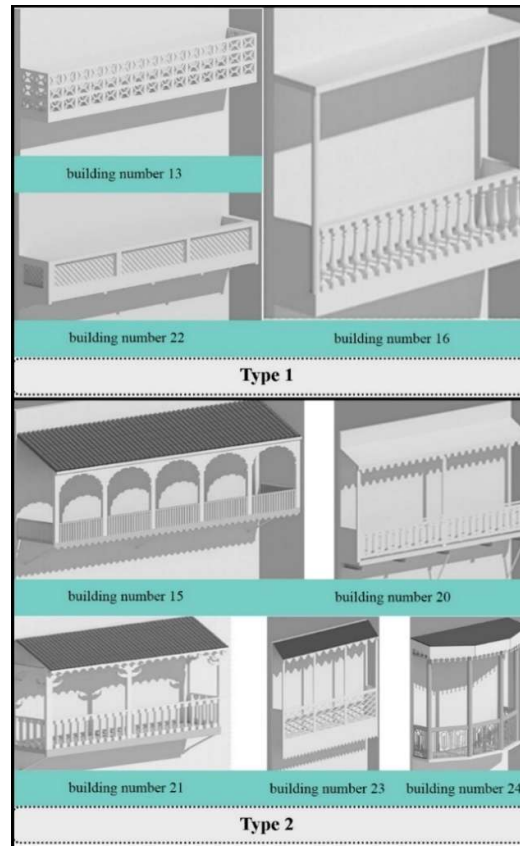 building number 13
building number 22
building number 16
Type 1
building number 15
building number 20
building number 21
building number 23
building number 24
Type 2